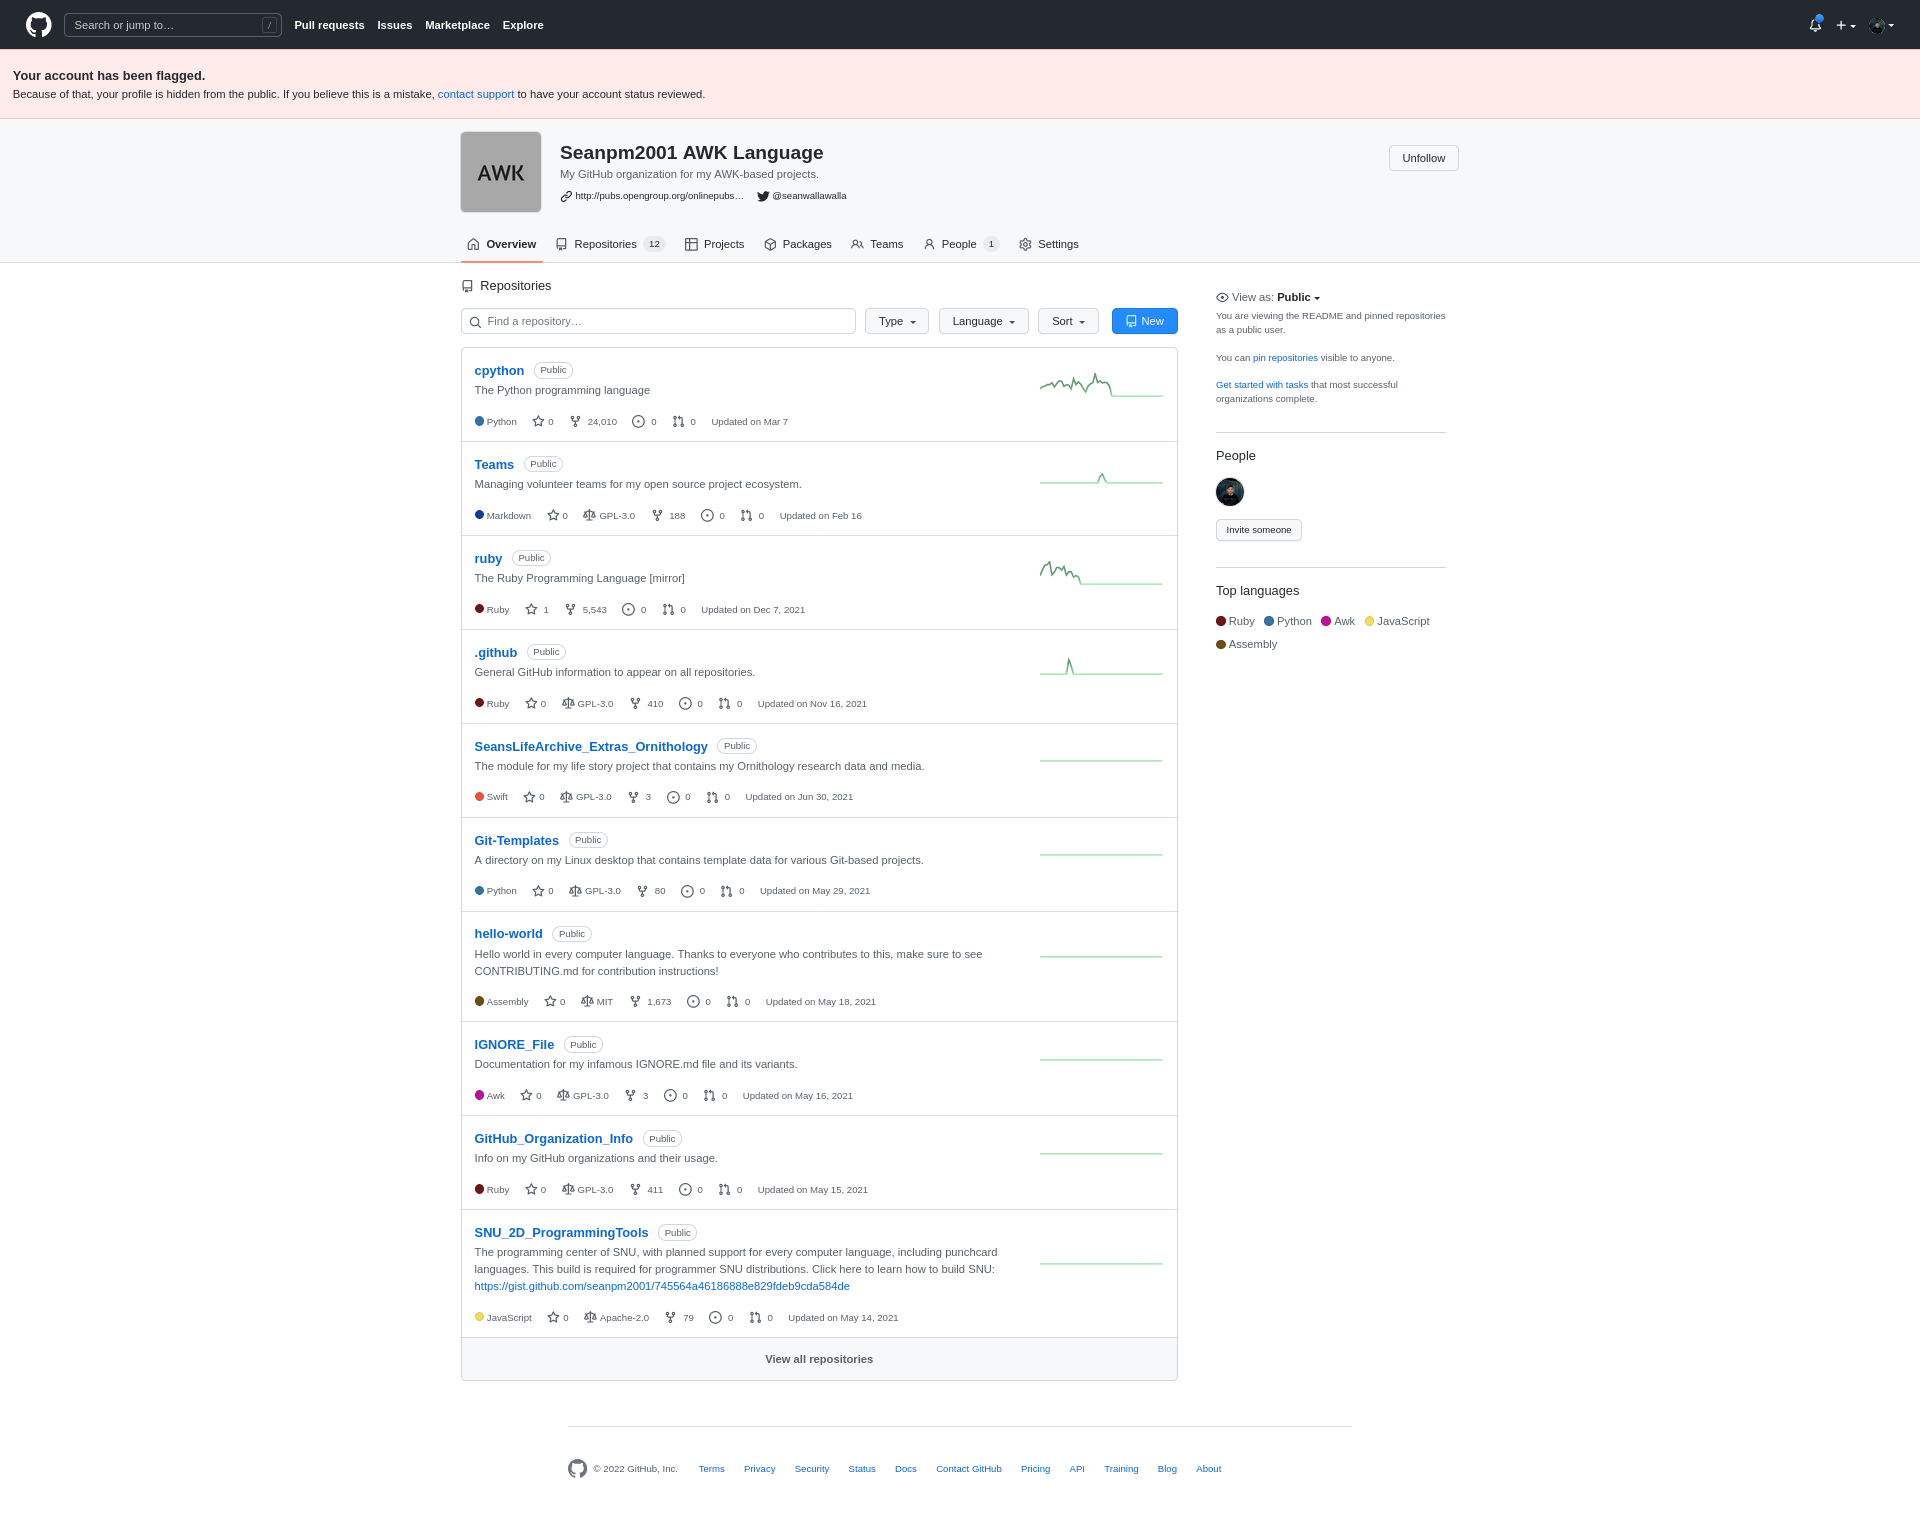 Search or jump to… /
Pull requests Issues Marketplace Explore
Your account has been flagged.
Because of that, your profile is hidden from the public. If you believe this is a mistake, contact support to have your account status reviewed.
AWK
Seanpm2001 AWK Language
My GitHub organization for my AWK-based projects.
http://pubs.opengroup.org/onlinepubs… @seanwallawalla
Unfollow
Overview Repositories 12 Projects Packages Teams People 1 Settings
Repositories
Find a repository… Type Language Sort New
cpython Public
The Python programming language
Python 0 24,010 0 0 Updated on Mar 7
Teams Public
Managing volunteer teams for my open source project ecosystem.
Markdown 0 GPL-3.0 188 0 0 Updated on Feb 16
ruby Public
The Ruby Programming Language [mirror]
Ruby 1 5,543 0 0 Updated on Dec 7, 2021
.github Public
General GitHub information to appear on all repositories.
Ruby 0 GPL-3.0 410 0 0 Updated on Nov 16, 2021
SeansLifeArchive_Extras_Ornithology Public
The module for my life story project that contains my Ornithology research data and media.
Swift 0 GPL-3.0 3 0 0 Updated on Jun 30, 2021
Git-Templates Public
A directory on my Linux desktop that contains template data for various Git-based projects.
Python 0 GPL-3.0 80 0 0 Updated on May 29, 2021
hello-world Public
Hello world in every computer language. Thanks to everyone who contributes to this, make sure to see
CONTRIBUTING.md for contribution instructions!
Assembly 0 MIT 1,673 0 0 Updated on May 18, 2021
IGNORE_File Public
Documentation for my infamous IGNORE.md file and its variants.
Awk 0 GPL-3.0 3 0 0 Updated on May 16, 2021
GitHub_Organization_Info Public
Info on my GitHub organizations and their usage.
Ruby 0 GPL-3.0 411 0 0 Updated on May 15, 2021
SNU_2D_ProgrammingTools Public
The programming center of SNU, with planned support for every computer language, including punchcard
languages. This build is required for programmer SNU distributions. Click here to learn how to build SNU:
https://gist.github.com/seanpm2001/745564a46186888e829fdeb9cda584de
JavaScript 0 Apache-2.0 79 0 0 Updated on May 14, 2021
View all repositories
View as: Public
You are viewing the README and pinned repositories
as a public user.
You can pin repositories visible to anyone.
Get started with tasks that most successful
organizations complete.
People
Invite someone
Top languages
Ruby Python Awk JavaScript
Assembly
© 2022 GitHub, Inc. Terms Privacy Security Status Docs Contact GitHub Pricing API Training Blog About